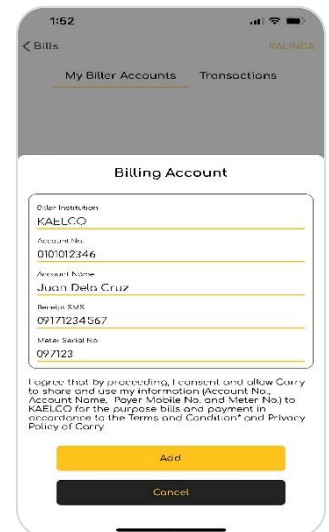 1:52
< Bills
KALINGA
My Biller Accounts Transactions
Billing Account
Biller Institution
KAELCO
Account No.
0101012346
Account Name
Juan Dela Cruz
Receipt SMS
09171234567
Meter Serial No.
097123
I agree that by proceeding, I consent and allow Carry
to share and use my information (Account No.,
Account Name, Payer Mobile No. and Meter No.) to
KAELCO for the purpose bills and payment in
accordance to the Terms and Condition* and Privacy
Policy of Carry
Add
Cancel